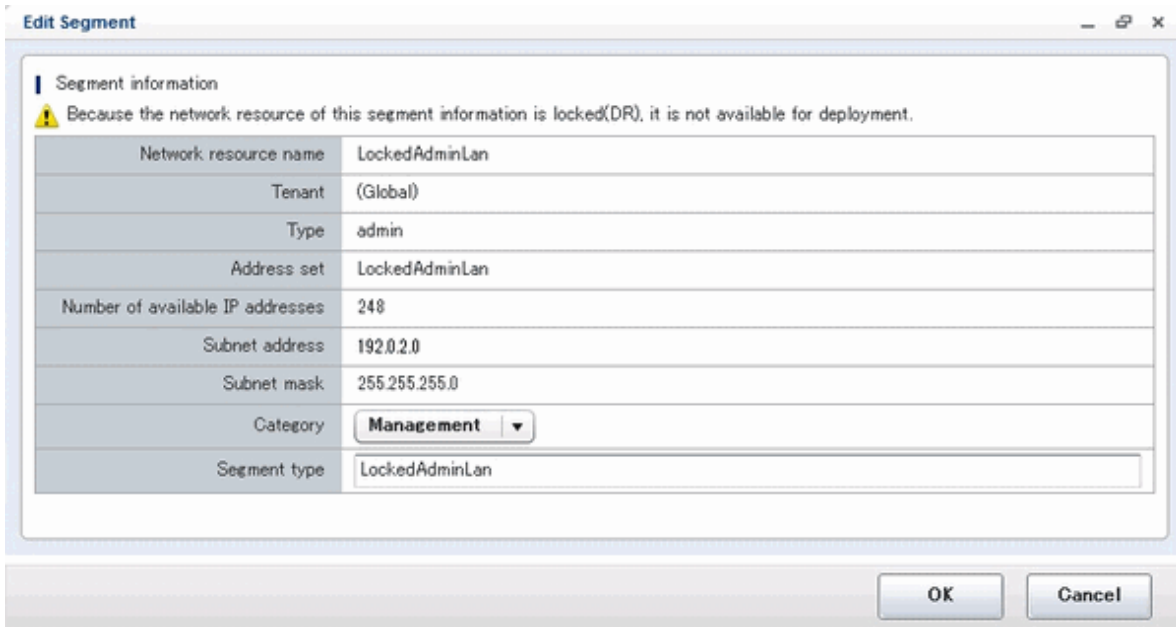 Edit Segment
Segment information
Because the network resource of this segment information is locked(DR), it is not available for deployment.
Network resource name LockedAdminLan
Tenant (Global)
Type admin
Address set LockedAdminLan
Number of available IP addresses 248
Subnet address 192.0.2.0
Subnet mask 255.255.255.0
Category Management
Segment type LockedAdminLan
OK Cancel